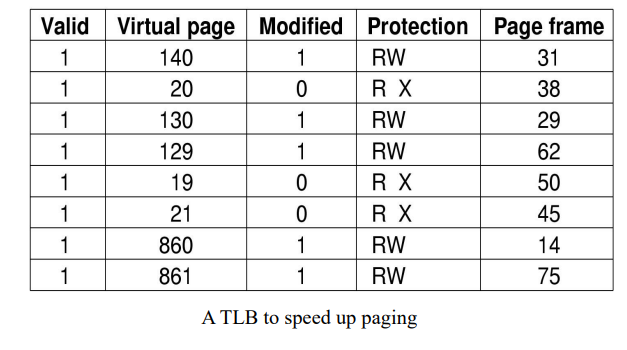 Valid Virtual page Modified Protection Page frame
1 140 1 RW 31
1 20 0 R X 38
1 130 1 RW 29
1 129 1 RW 62
1 19 0 R X 50
1 21 0 R X 45
1 860 1 RW 14
1 861 1 RW 75
A TLB to speed up paging